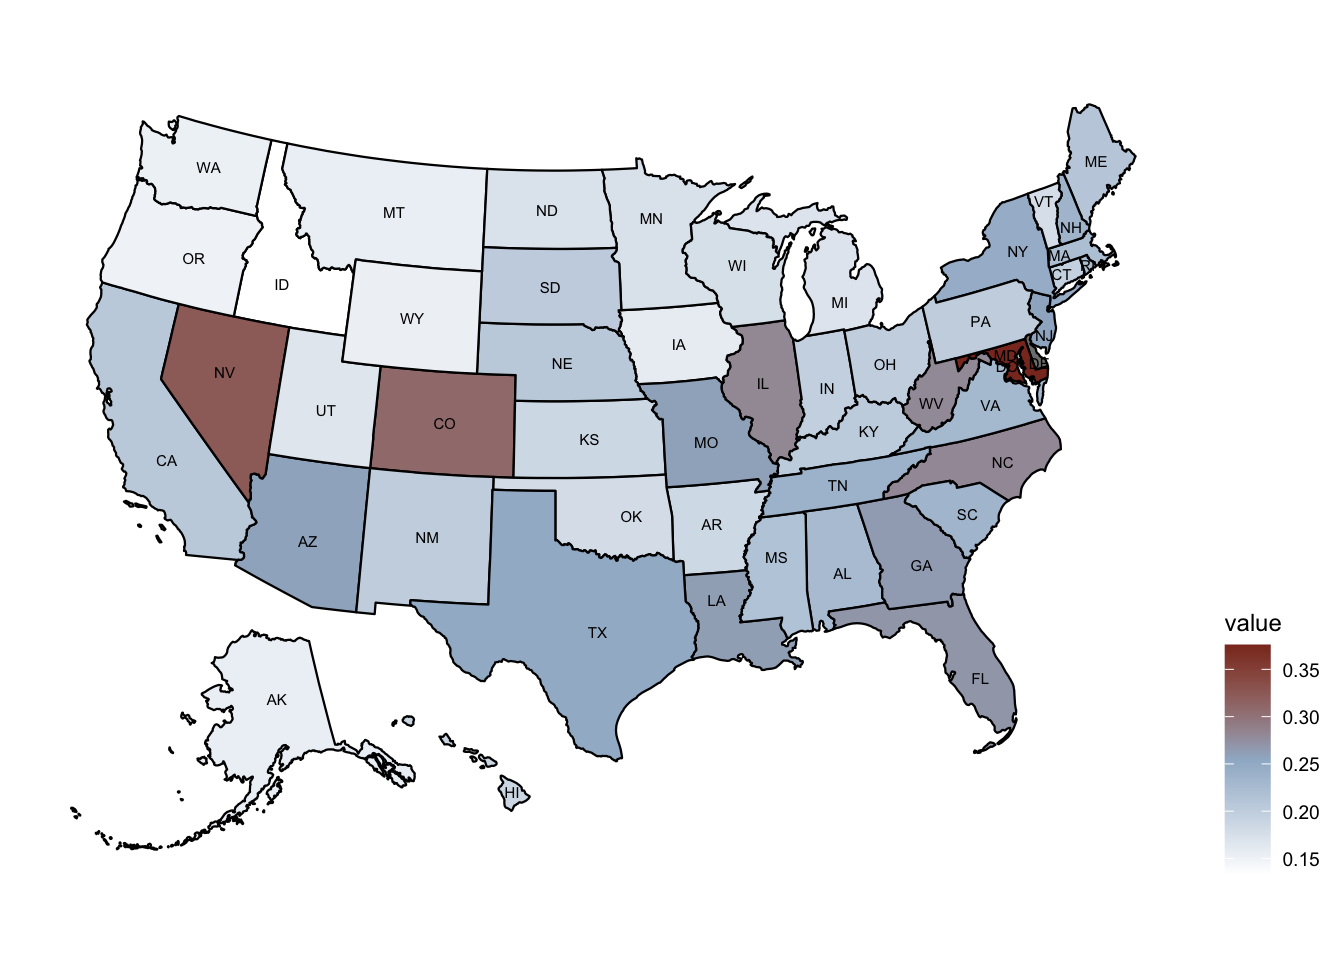 ME
WA
VT
MT
ND
MN
NH
NY
MA
OR
WI
CT
ID
SD
MI
WY
PA
NJ
IA
MD
NE
OH
DE
NV
DC
IL
IN
WV
UT
VA
CO
KY
KS
MO
CA
NC
TN
SC
OK
AR
NM
AZ
MS
GA
AL
LA
TX
FL
AK
HI
value
0.35
0.30
0.25
0.20
0.15